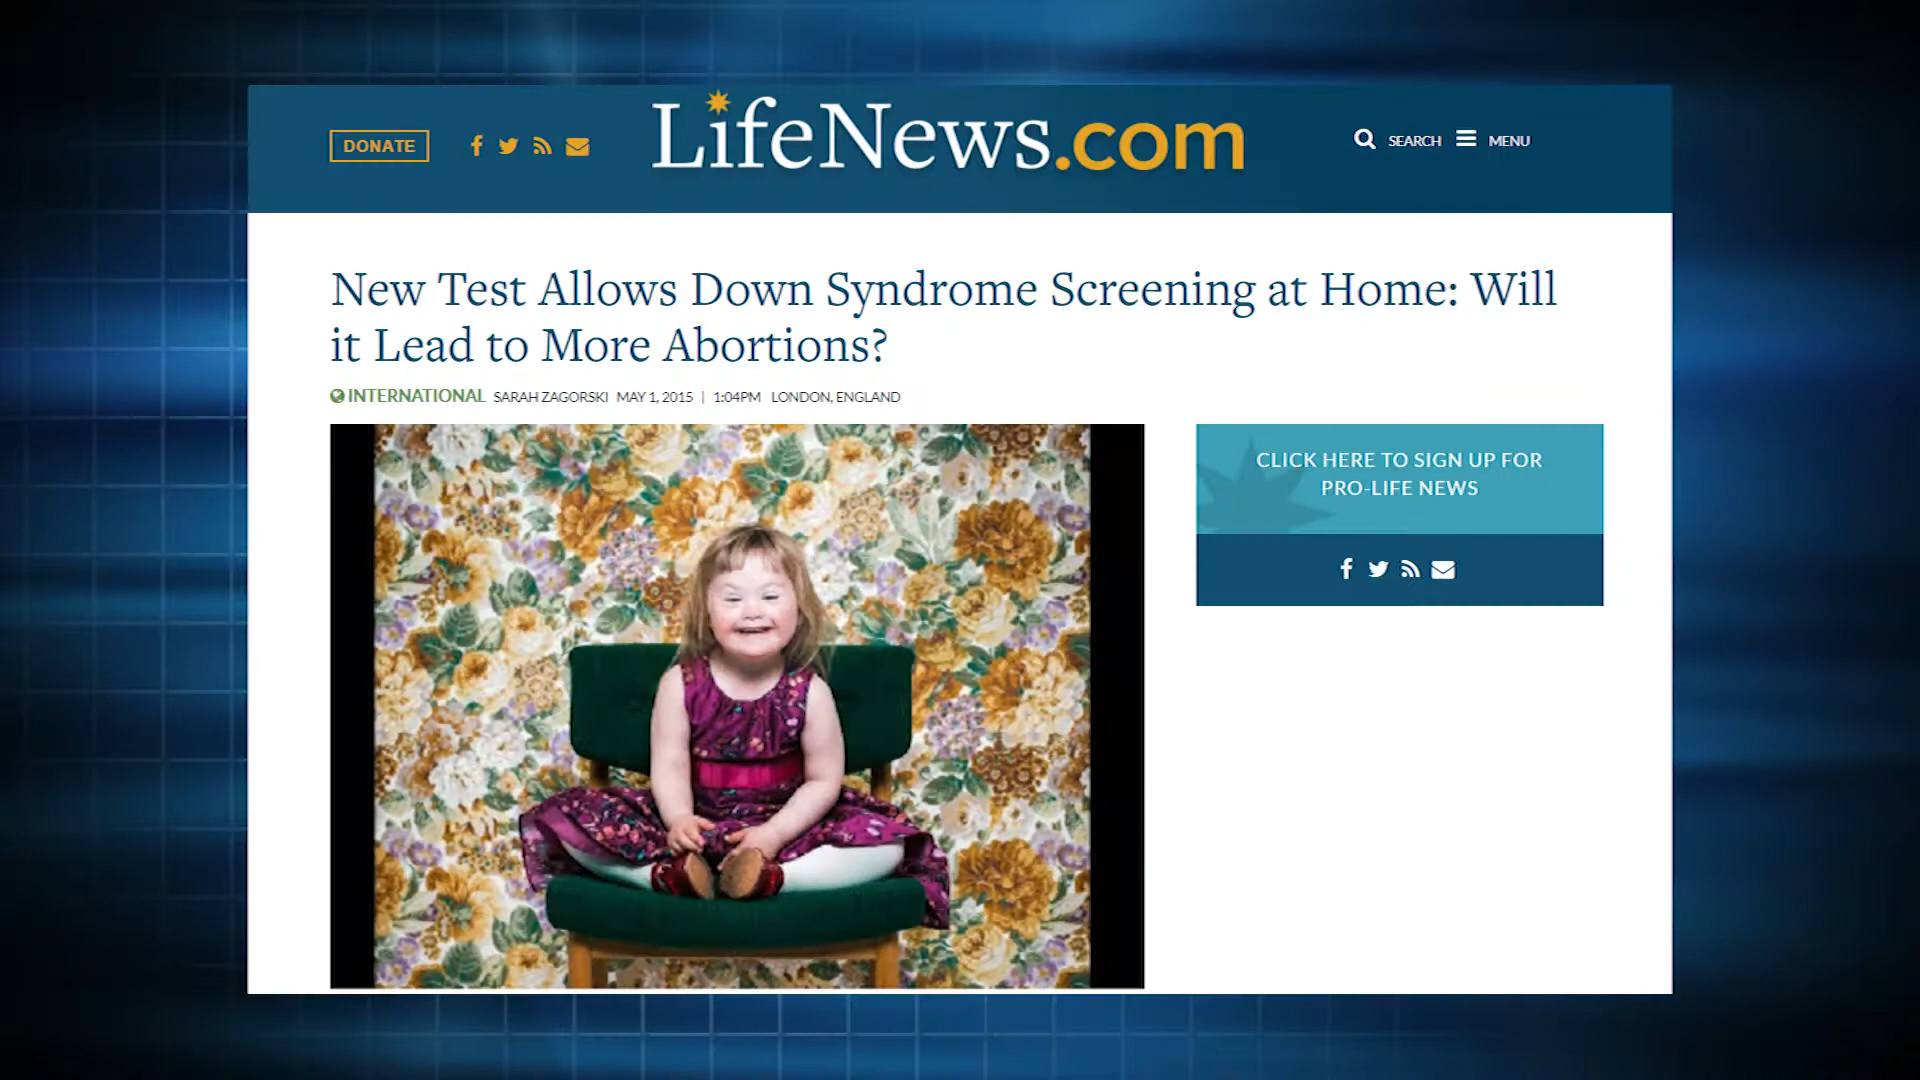 DONATE
LifeNews.com
SEARCH
MENU
New Test Allows Down Syndrome Screening at Home: Will
it Lead to More Abortions?
INTERNATIONAL SARAH ZAGORSKI MAY 1, 2015 | 1:04PM LONDON, ENGLAND
CLICK HERE TO SIGN UP FOR
PRO-LIFE NEWS